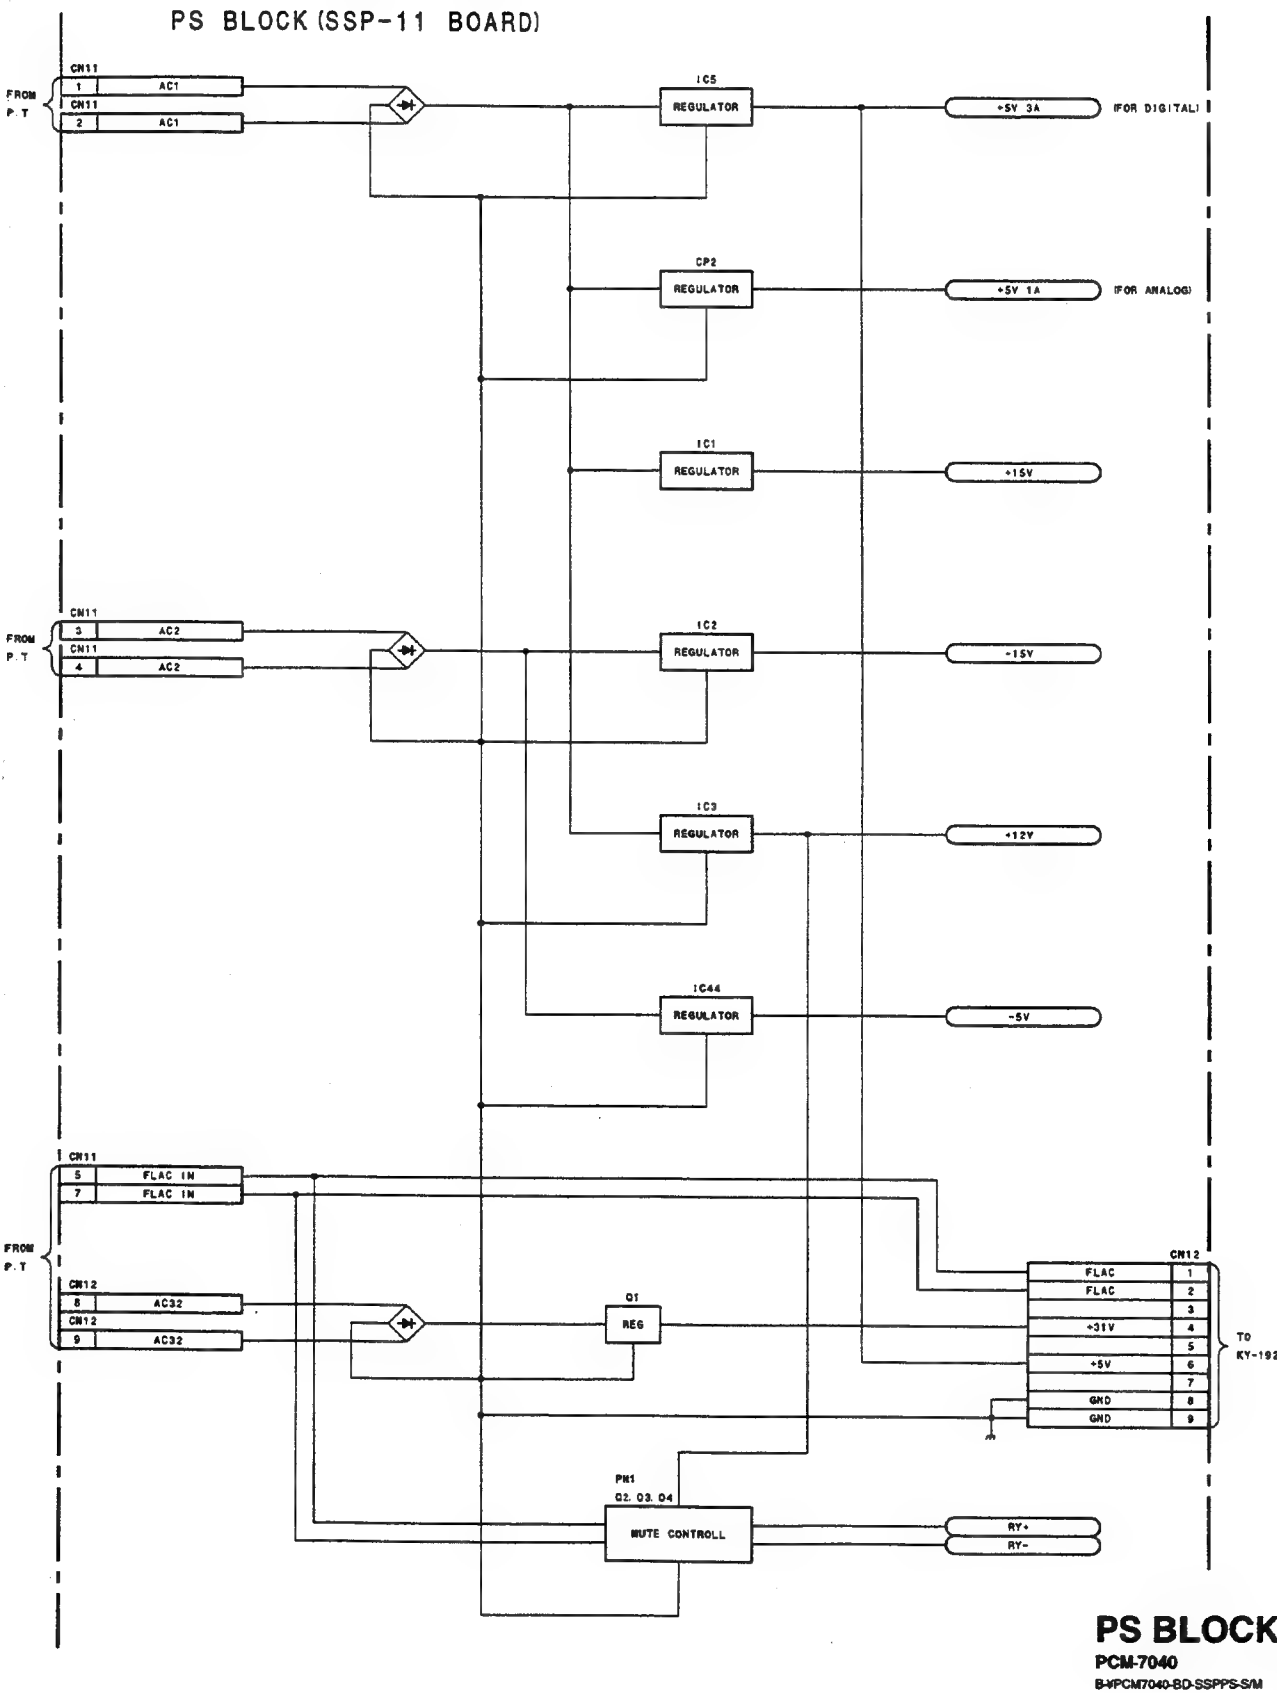 PS BLOCK (SSP-11 BOARD)
CN11
1 AC1
CN11
2 AC1
FROM
P.T
IC5
REGULATOR
+5V 3A
(FOR DIGITAL)
CP2
REGULATOR
+5V 1A
(FOR ANALOG)
IC1
REGULATOR
+15V
CN11
3 AC2
CN11
4 AC2
FROM
P.T
IC2
REGULATOR
-15V
IC3
REGULATOR
+12V
IC44
REGULATOR
-5V
CN11
5 FLAC IN
7 FLAC IN
FROM
P.T
CN12
8 AC32
CN12
9 AC32
Q1
REG
CN12
FLAC 1
FLAC 2
3
+31V 4
5
+5V 6
7
GND 8
GND 9
TO
KY-192
PH1
Q2. Q3. Q4
MUTE CONTROLL
RY+
RY-
PS BLOCK
PCM-7040
B-¥PCM7040-BD-SSPPS-S/M